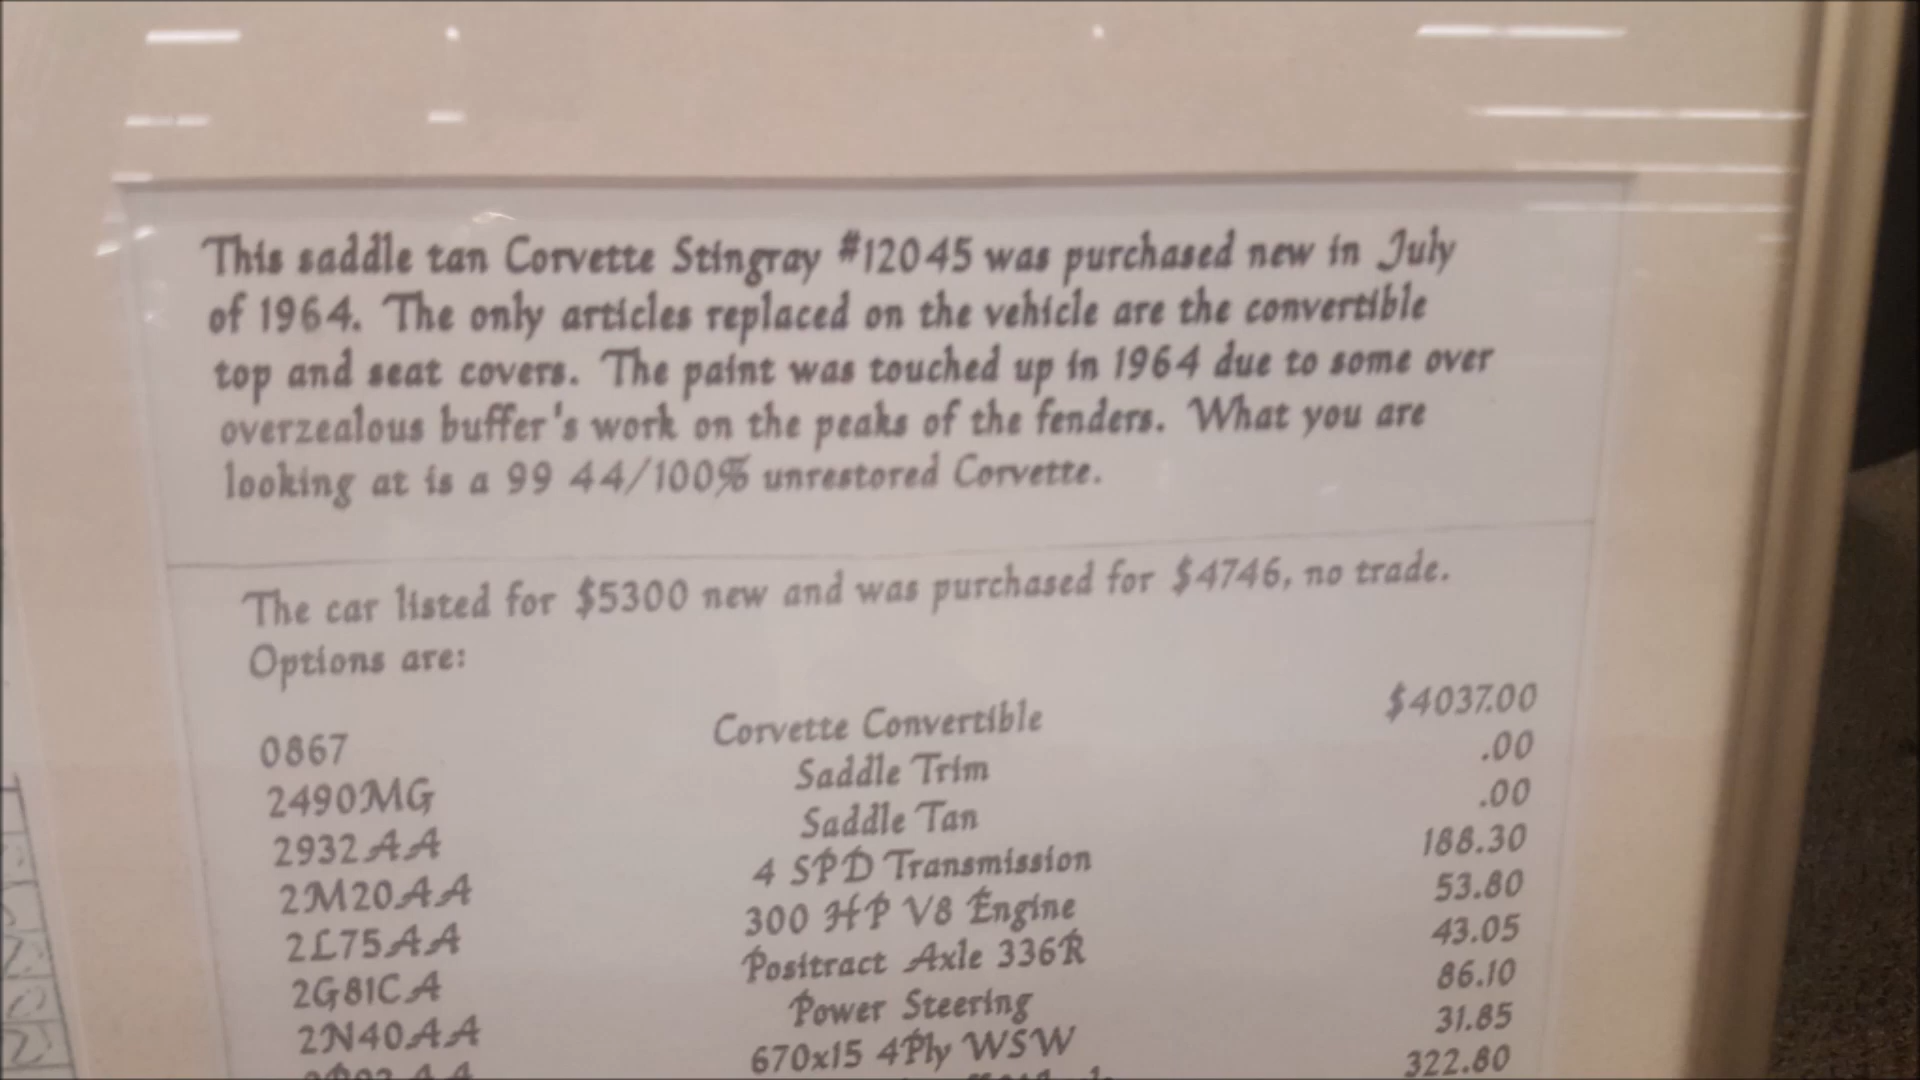 This saddle tan Corvette Stingray #12045 was purchased new in July
of 1964. The only articles replaced on the vehicle are the convertible
top and seat covers. The paint was touched up in 1964 due to some over
overzealous buffer's work on the peaks of the fenders. What you are
looking at is a 99 44/100% unrestored Corvette.
The car listed for $5300 new and was purchased for $4746, no trade.
Options are:
0867 Corvette Convertible $4037.00
2490MG Saddle Trim .00
2932AA Saddle Tan .00
2M20AA 4 SPD Transmission 188.30
2L75AA 300 HP V8 Engine 53.80
2G81CA Positract Axle 336R 43.05
2N40AA Power Steering 86.10
670x15 4Ply WSW 31.85
322.80